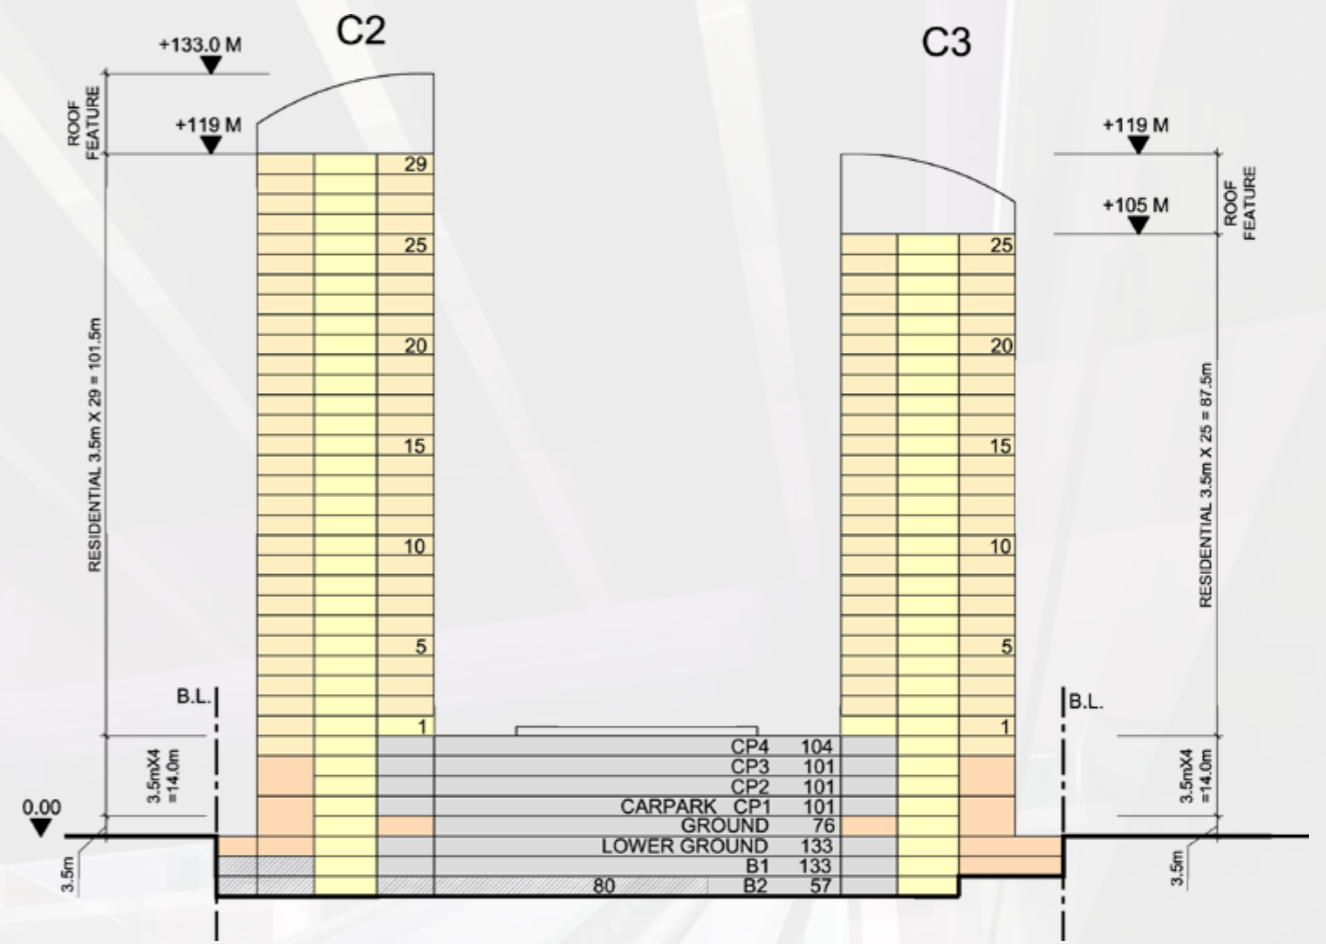 C2
C3
+133.0 M
+119 M
ROOF
FEATURE
+119 M
+105 M
ROOF
FEATURE
29
25
20
15
10
5
1
25
20
15
10
5
1
RESIDENTIAL 3.5m X 29 = 101.5m
RESIDENTIAL 3.5m X 25 = 87.5m
B.L.
B.L.
3.5mX4
=14.0m
3.5mX4
=14.0m
0.00
3.5m
3.5m
CP4 104
CP3 101
CP2 101
CARPARK CP1 101
GROUND 76
LOWER GROUND 133
B1 133
80 B2 57